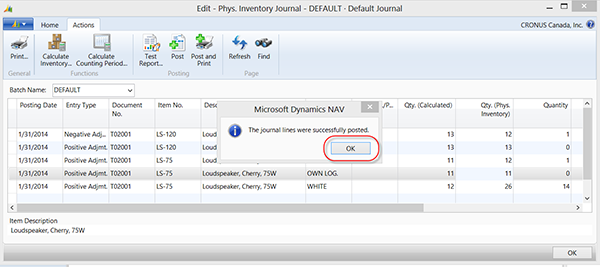 Edit - Phys. Inventory Journal - DEFAULT · Default Journal
Home Actions CRONUS Canada, Inc.
Print... Calculate Inventory... Calculate Counting Period... Test Report... Post Post and Print Refresh Find
General Functions Posting Page
Batch Name: DEFAULT
Posting Date Entry Type Document No. Item No. Qty. (Calculated) Qty. (Phys. Inventory) Quantity
Microsoft Dynamics NAV
The journal lines were successfully posted.
OK
1/31/2014 Negative Adj... T02001 LS-120 Loud 13 12 1
1/31/2014 Positive Adjmt. T02001 LS-120 Loud 13 13 0
1/31/2014 Positive Adjmt. T02001 LS-75 Loud 11 12 1
1/31/2014 Positive Adjmt. T02001 LS-75 Loudspeaker, Cherry, 75W OWN LOG. 11 11 0
1/31/2014 Positive Adjmt. T02001 LS-75 Loudspeaker, Cherry, 75W WHITE 12 26 14
Item Description
Loudspeaker, Cherry, 75W
OK